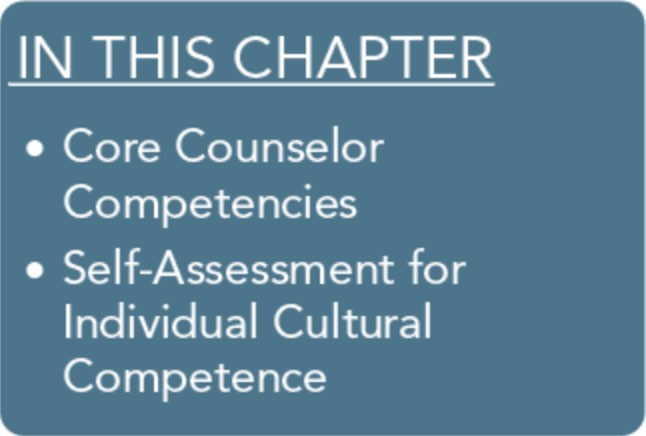 IN THIS CHAPTER
• Core Counselor
Competencies
• Self-Assessment for
Individual Cultural
Competence